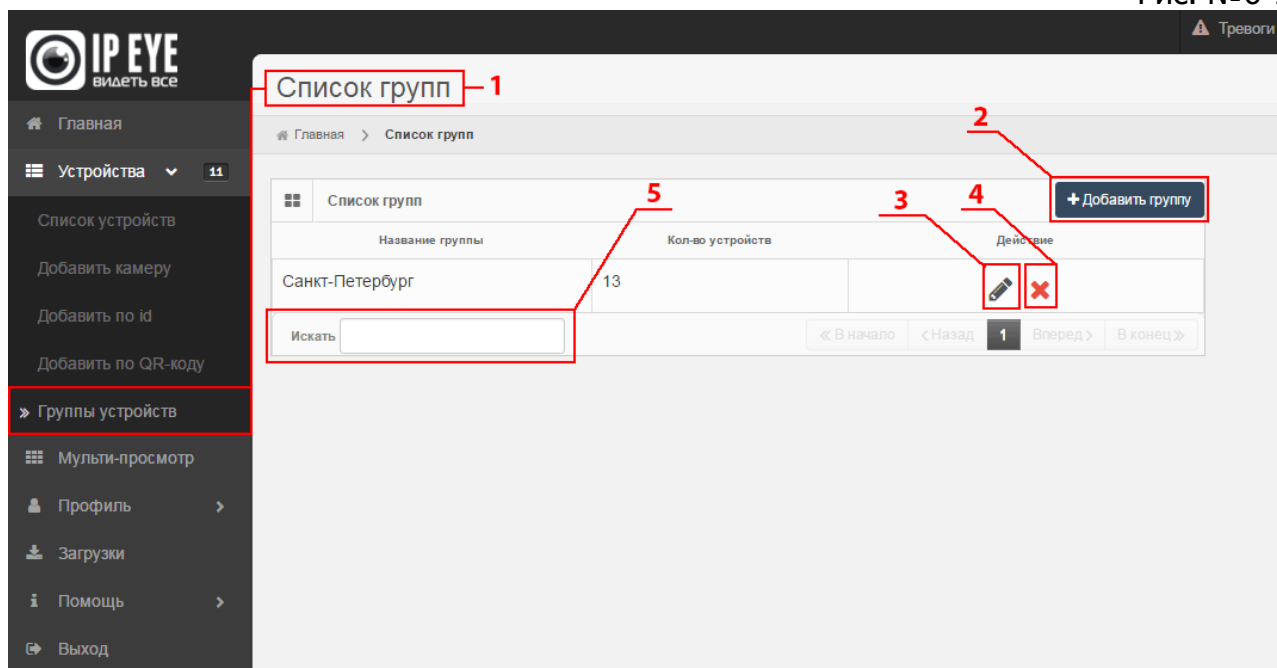 Тревоги
IP EYE
видеть все
Список групп
1
Главная
Главная > Список групп
2
Устройства 11
Список групп
5
3
4
+ Добавить группу
Список устройств
Название группы Кол-во устройств Действие
Добавить камеру
Санкт-Петербург 13
Добавить по id
Искать
« В начало < Назад 1 Вперед > В конец »
Добавить по QR-коду
» Группы устройств
Мульти-просмотр
Профиль >
Загрузки
Помощь >
Выход